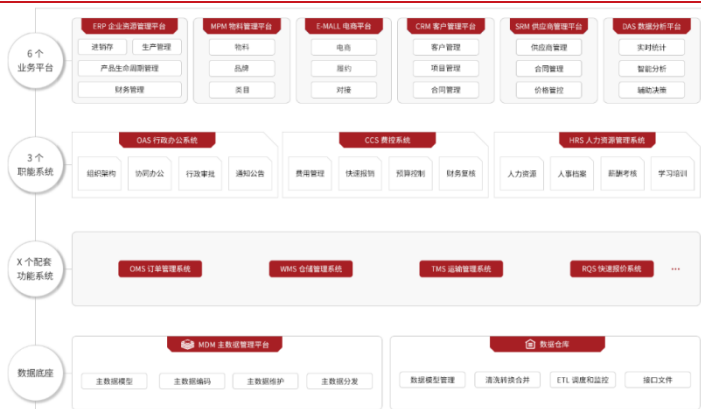 6 个
业务平台
ERP 企业资源管理平台
进销存
生产管理
产品生命周期管理
财务管理
MPM 物料管理平台
物料
品牌
类目
E-MALL 电商平台
电商
履约
对接
CRM 客户管理平台
客户管理
项目管理
合同管理
SRM 供应商管理平台
供应商管理
合同管理
价格管控
DAS 数据分析平台
实时统计
智能分析
辅助决策
3 个
职能系统
OAS 行政办公系统
组织架构
协同办公
行政审批
通知公告
CCS 费控系统
费用管理
快速报销
预算控制
财务复核
HRS 人力资源管理系统
人力资源
人事档案
薪酬考核
学习培训
X 个配套
功能系统
OMS 订单管理系统
WMS 仓储管理系统
TMS 运输管理系统
RQS 快速报价系统
...
数据底座
MDM 主数据管理平台
主数据模型
主数据编码
主数据维护
主数据分发
数据仓库
数据模型管理
清洗转换合并
ETL 调度和监控
接口文件